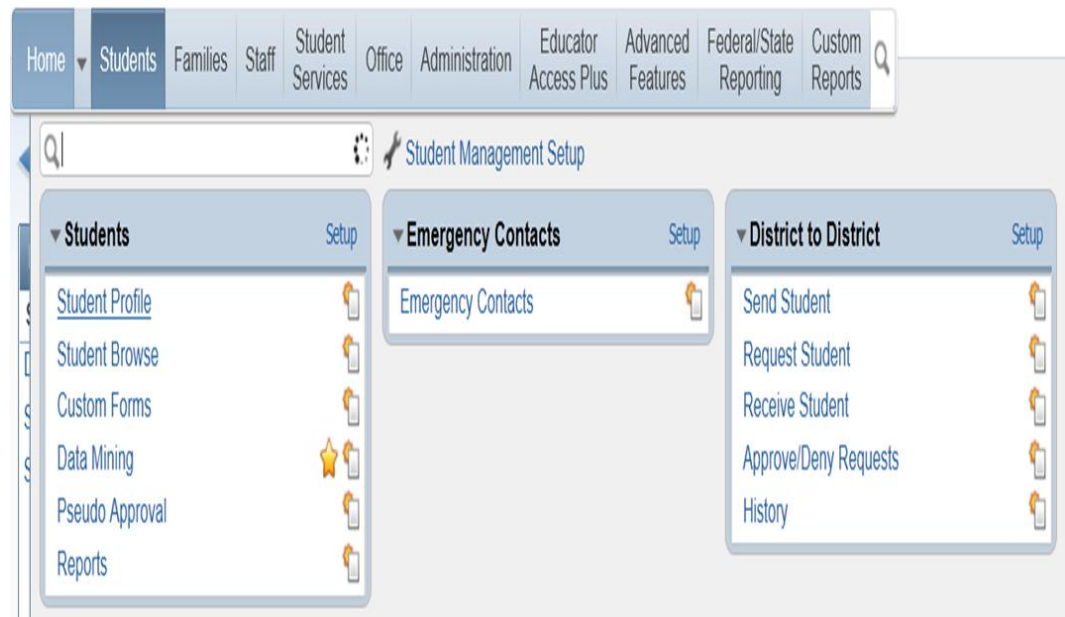 Home Students Families Staff Student Services Office Administration Educator Access Plus Advanced Features Federal/State Reporting Custom Reports
Student Management Setup
Students Setup
Student Profile
Student Browse
Custom Forms
Data Mining
Pseudo Approval
Reports
Emergency Contacts Setup
Emergency Contacts
District to District Setup
Send Student
Request Student
Receive Student
Approve/Deny Requests
History